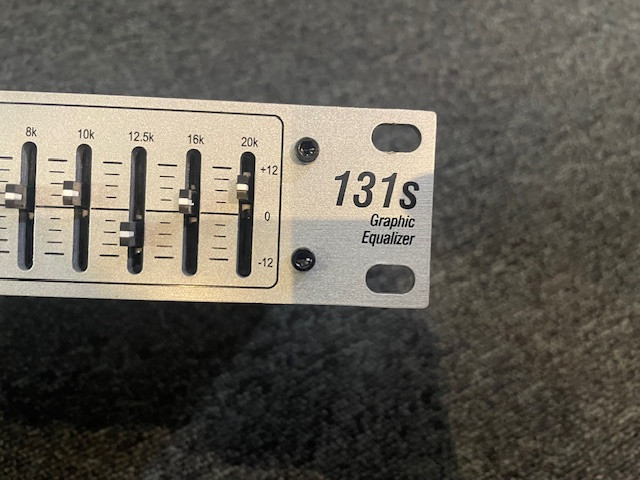 8k 10k 12.5k 16k 20k
+12
0
-12
131s
Graphic
Equalizer